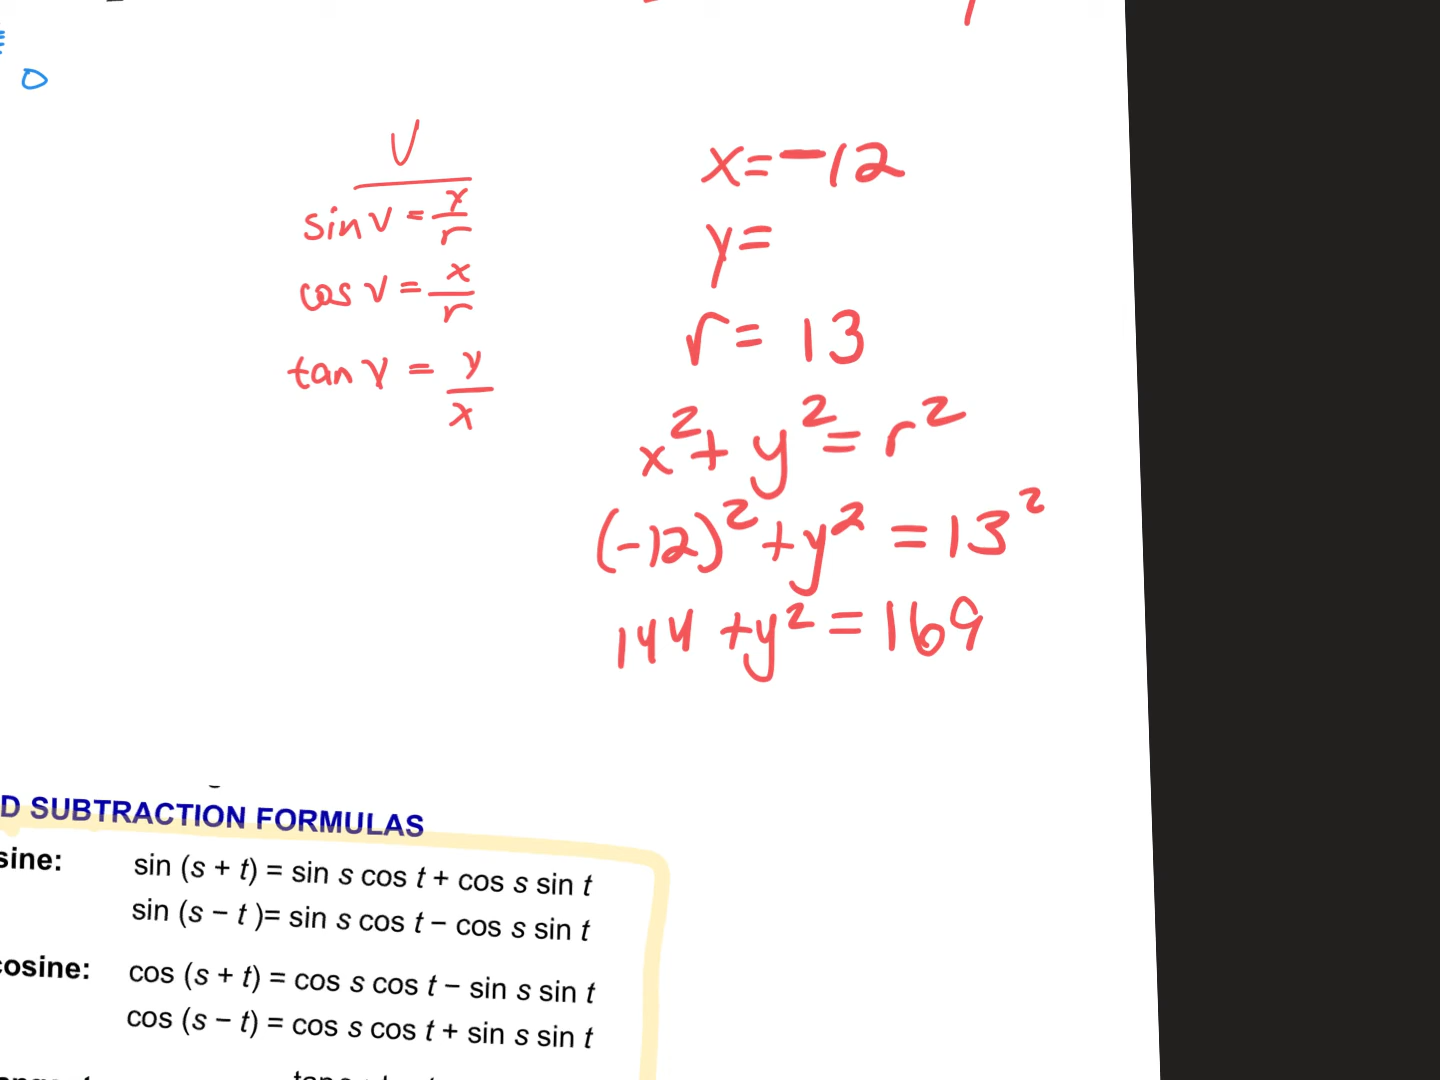 0
V
sin V = y/r
cos V = x/r
tan V = y/x
x = -12
y =
r = 13
x² + y² = r²
(-12)² + y² = 13²
144 + y² = 169
D SUBTRACTION FORMULAS
sine: sin (s + t) = sin s cos t + cos s sin t
sin (s − t )= sin s cos t − cos s sin t
cosine: cos (s + t) = cos s cos t − sin s sin t
cos (s − t) = cos s cos t + sin s sin t